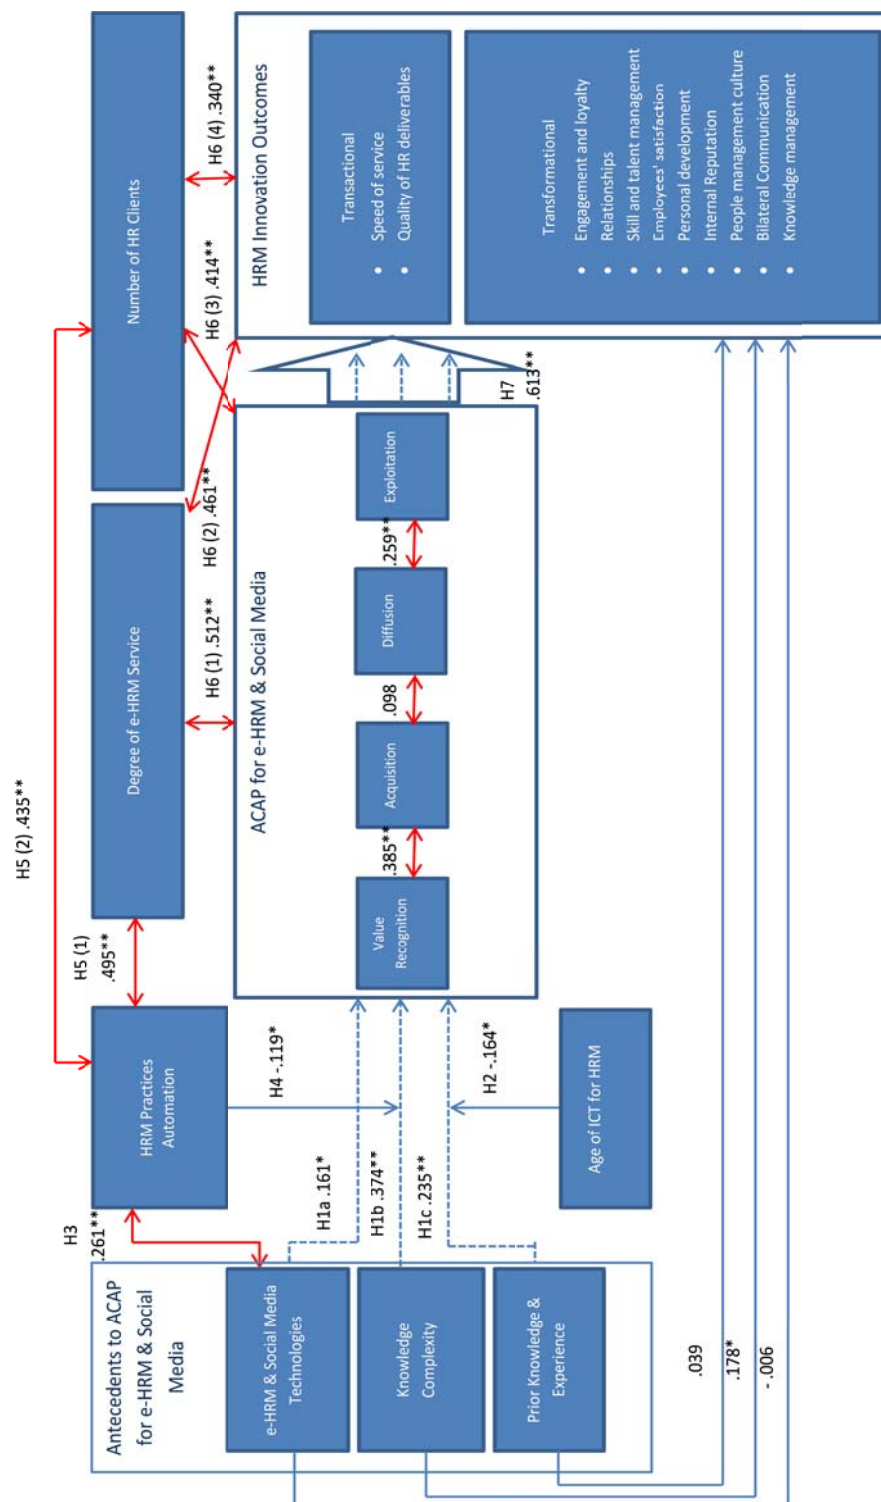 H5 (2) .435**
H3
.261**
HRM Practices
Automation
H5 (1)
.495**
Degree of e-HRM Service
Number of HR Clients
H6 (1) .512**
H6 (2) .461**
H6 (3) .414**
H6 (4) .340**
Antecedents to ACAP
for e-HRM & Social
Media
e-HRM & Social Media
Technologies
Knowledge
Complexity
Prior Knowledge &
Experience
H4 -.119*
H1a .161*
H1b .374**
H1c .235**
H2 -.164*
Age of ICT for HRM
ACAP for e-HRM & Social Media
Value
Recognition
.385**
Acquisition
.098
Diffusion
.259**
Exploitation
H7
.613**
HRM Innovation Outcomes
Transactional
• Speed of service
• Quality of HR deliverables
Transformational
• Engagement and loyalty
• Relationships
• Skill and talent management
• Employees' satisfaction
• Personal development
• Internal Reputation
• People management culture
• Bilateral Communication
• Knowledge management
.039
.178*
-.006